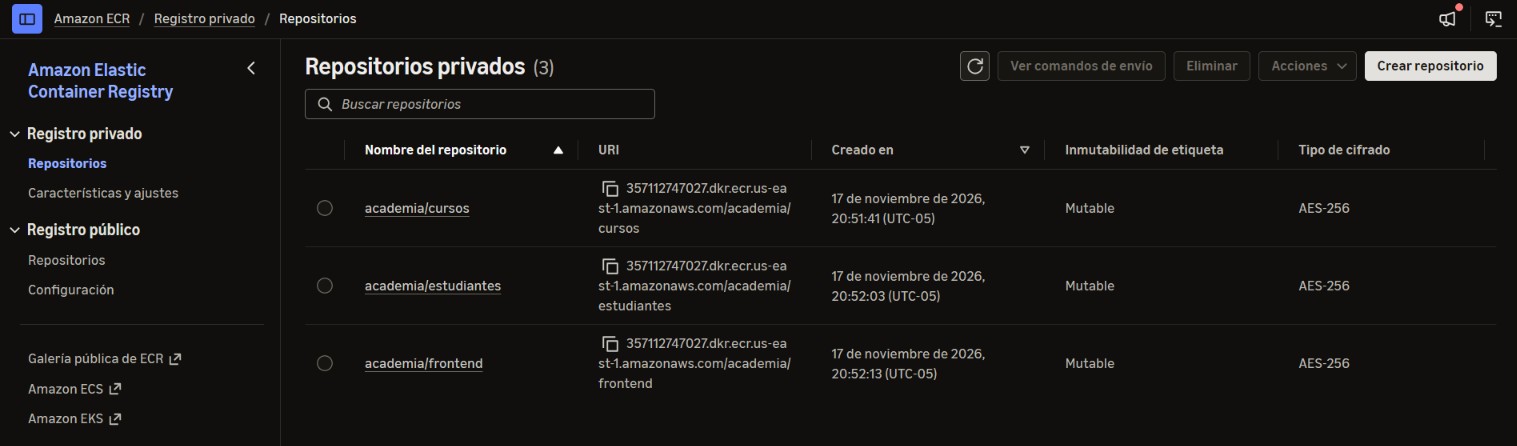 Amazon ECR / Registro privado / Repositorios
Amazon Elastic
Container Registry
Registro privado
Repositorios
Características y ajustes
Registro público
Repositorios
Configuración
Galería pública de ECR
Amazon ECS
Amazon EKS
Repositorios privados (3)
Ver comandos de envío
Eliminar
Acciones
Crear repositorio
Buscar repositorios
Nombre del repositorio URI Creado en Inmutabilidad de etiqueta Tipo de cifrado
academia/cursos
357112747027.dkr.ecr.us-ea
st-1.amazonaws.com/academia/
cursos
17 de noviembre de 2026,
20:51:41 (UTC-05)
Mutable
AES-256
academia/estudiantes
357112747027.dkr.ecr.us-ea
st-1.amazonaws.com/academia/
estudiantes
17 de noviembre de 2026,
20:52:03 (UTC-05)
Mutable
AES-256
academia/frontend
357112747027.dkr.ecr.us-ea
st-1.amazonaws.com/academia/
frontend
17 de noviembre de 2026,
20:52:13 (UTC-05)
Mutable
AES-256